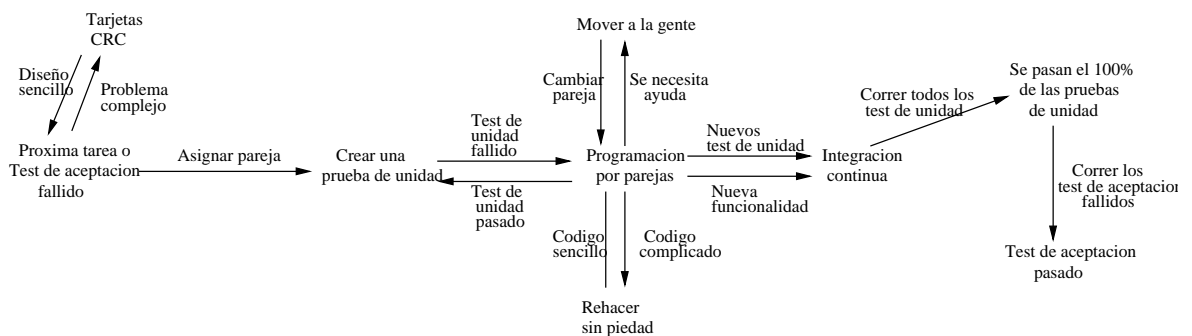 Tarjetas
CRC
Diseño
sencillo
Problema
complejo
Proxima tarea o
Test de aceptacion
fallido
Asignar pareja
Crear una
prueba de unidad
Test de
unidad
fallido
Test de
unidad
pasado
Mover a la gente
Cambiar
pareja
Se necesita
ayuda
Programacion
por parejas
Codigo
sencillo
Codigo
complicado
Rehacer
sin piedad
Nuevos
test de unidad
Nueva
funcionalidad
Integracion
continua
Correr todos los
test de unidad
Se pasan el 100%
de las pruebas
de unidad
Correr los
test de aceptacion
fallidos
Test de aceptacion
pasado